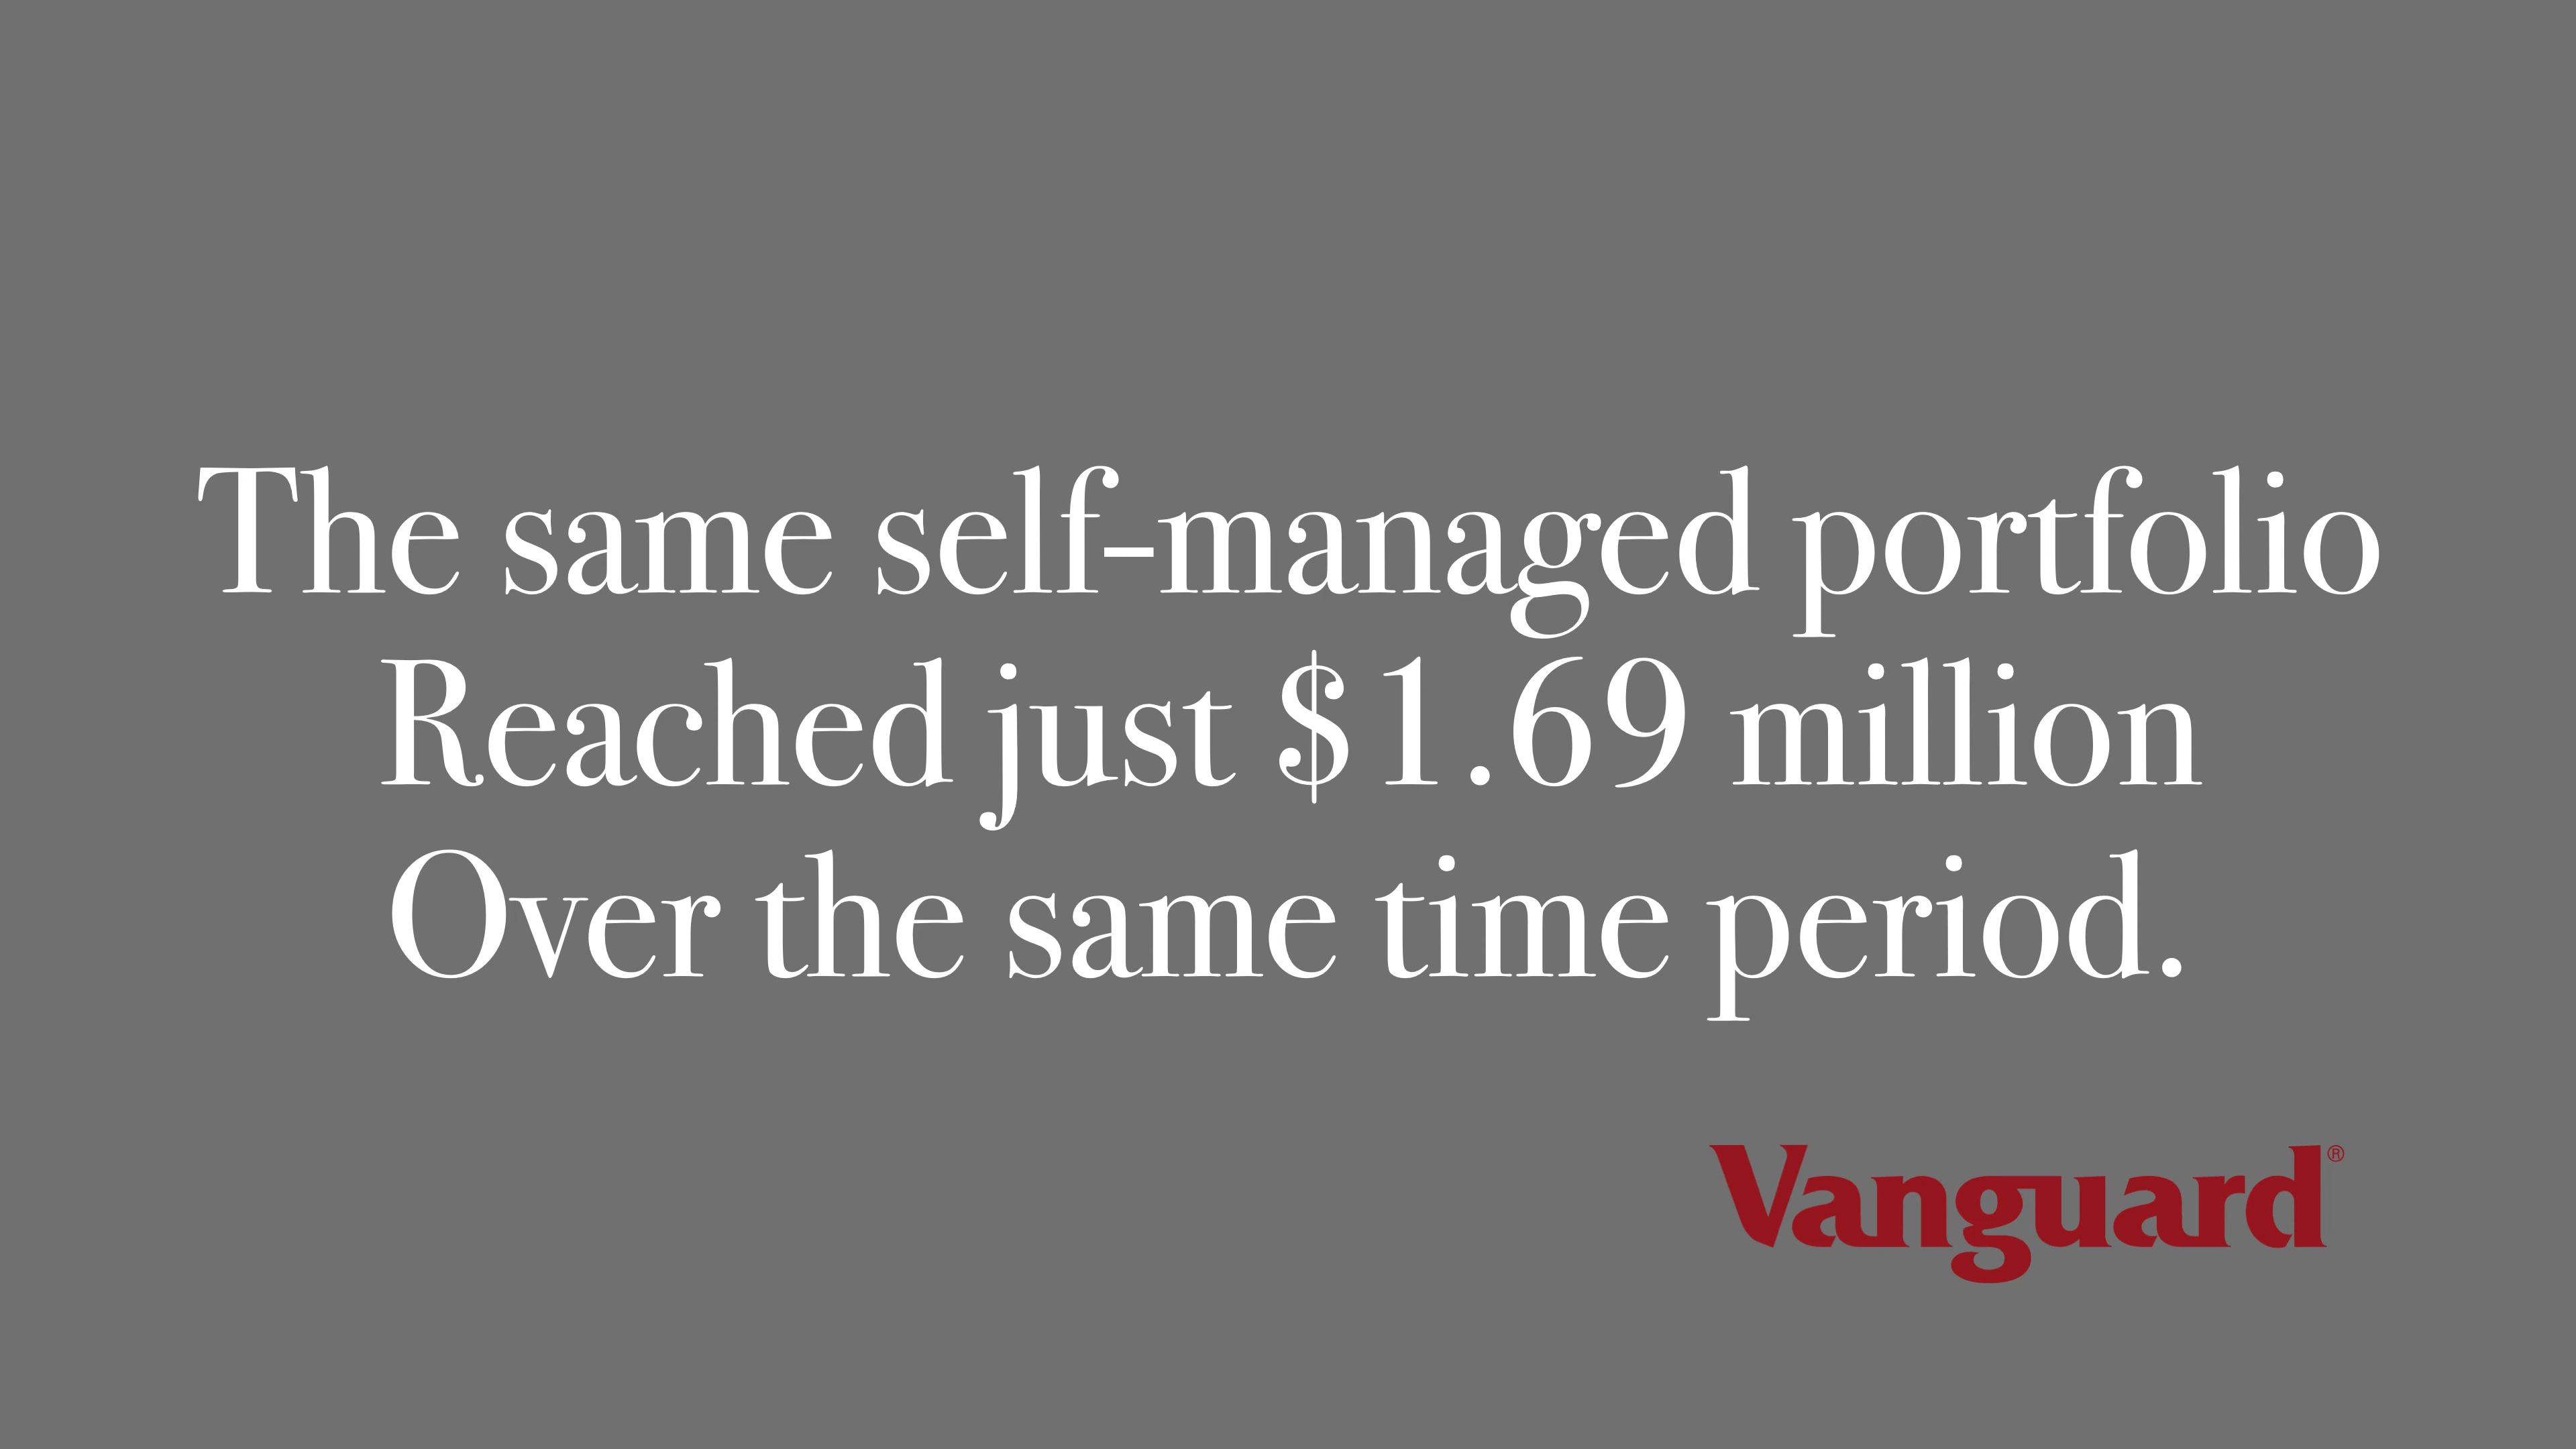 The same self-managed portfolio
Reached just $1.69 million
Over the same time period.
Vanguard®